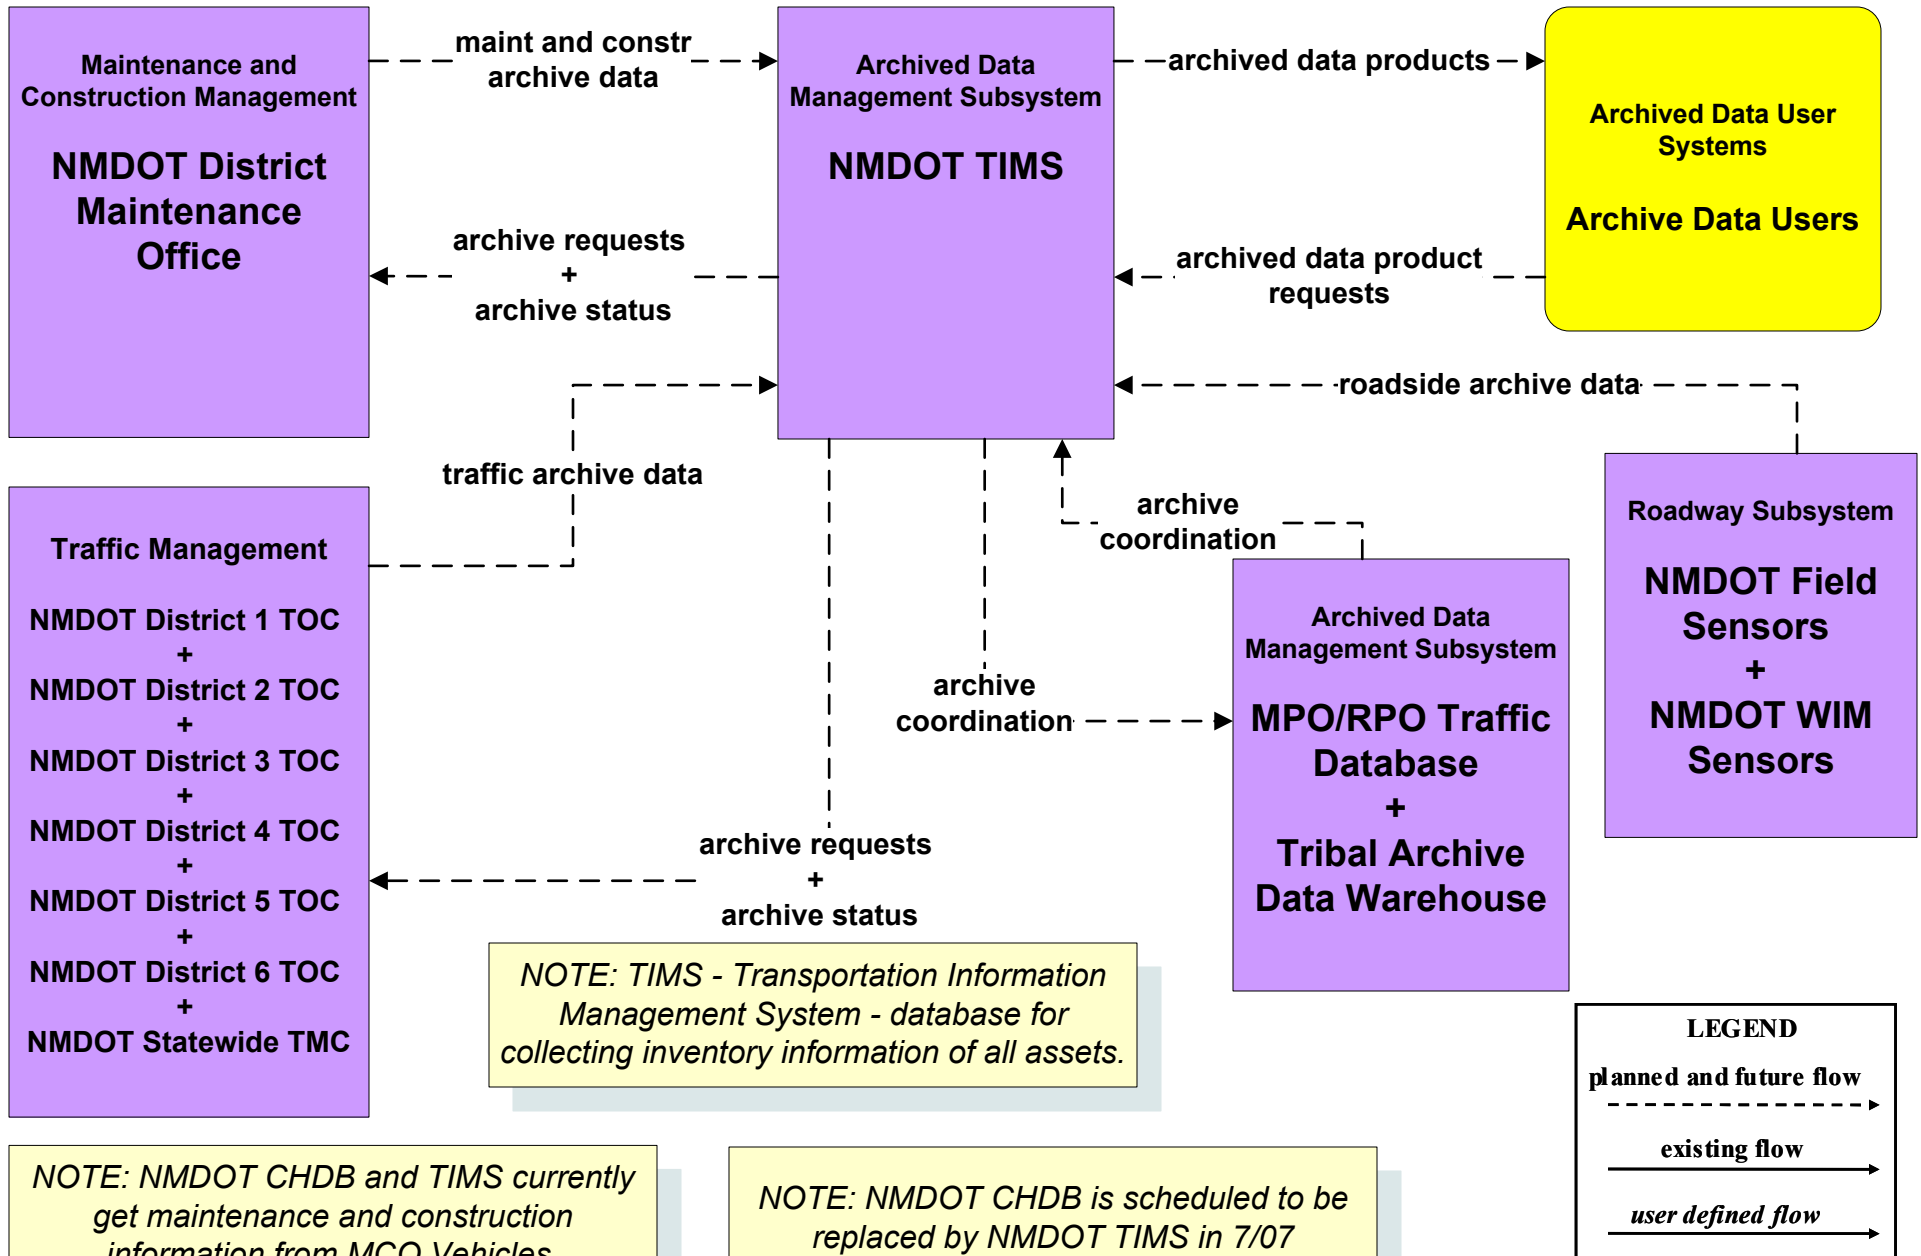 Maintenance and
Construction Management
NMDOT District
Maintenance
Office
maint and constr
archive data
Archived Data
Management Subsystem
NMDOT TIMS
archived data products
Archived Data User
Systems
Archive Data Users
archive requests
+
archive status
archived data product
requests
roadside archive data
traffic archive data
Traffic Management
NMDOT District 1 TOC
+
NMDOT District 2 TOC
+
NMDOT District 3 TOC
+
NMDOT District 4 TOC
+
NMDOT District 5 TOC
+
NMDOT District 6 TOC
+
NMDOT Statewide TMC
archive
coordination
archive
coordination
Archived Data
Management Subsystem
MPO/RPO Traffic
Database
+
Tribal Archive
Data Warehouse
Roadway Subsystem
NMDOT Field
Sensors
+
NMDOT WIM
Sensors
archive requests
+
archive status
NOTE: TIMS - Transportation Information
Management System - database for
collecting inventory information of all assets.
NOTE: NMDOT CHDB and TIMS currently
get maintenance and construction
information from MCO Vehicles
NOTE: NMDOT CHDB is scheduled to be
replaced by NMDOT TIMS in 7/07
LEGEND
planned and future flow
existing flow
user defined flow